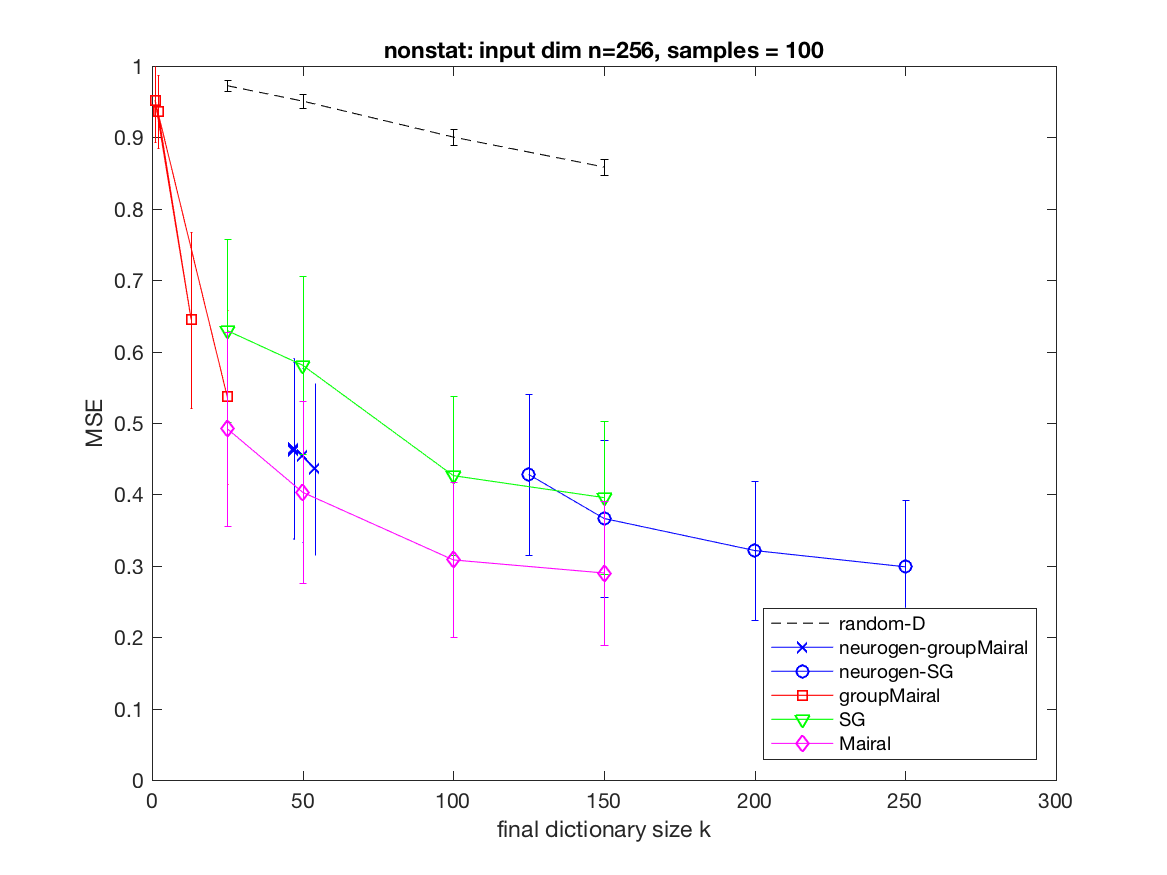 nonstat: input dim n=256, samples = 100
1
0.9
0.8
0.7
0.6
0.5
0.4
0.3
0.2
0.1
0
MSE
0 50 100 150 200 250 300
final dictionary size k
random-D
neurogen-groupMairal
neurogen-SG
groupMairal
SG
Mairal